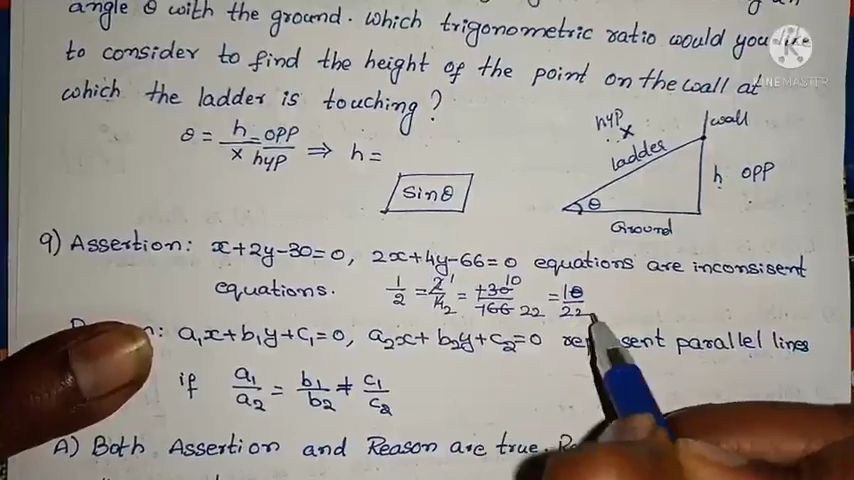 angle θ with the ground. which trigonometric ratio would you like
to consider to find the height of the point on the wall at
which the ladder is touching?
KINEMASTER
θ = h/x = opp/hyp ⇒ h =
sinθ
hyp
x
ladder
wall
h opp
θ
Ground
9) Assertion: x+2y-30=0, 2x+4y-66=0 equations are inconsisent
equations. 1/2 = 2/4 1/2 = +30/+66 10/22 = 10/22
a₁x+b₁y+c₁=0, a₂x+b₂y+c₂=0 represent parallel lines
if a₁/a₂ = b₁/b₂ ≠ c₁/c₂
A) Both Assertion and Reason are true.